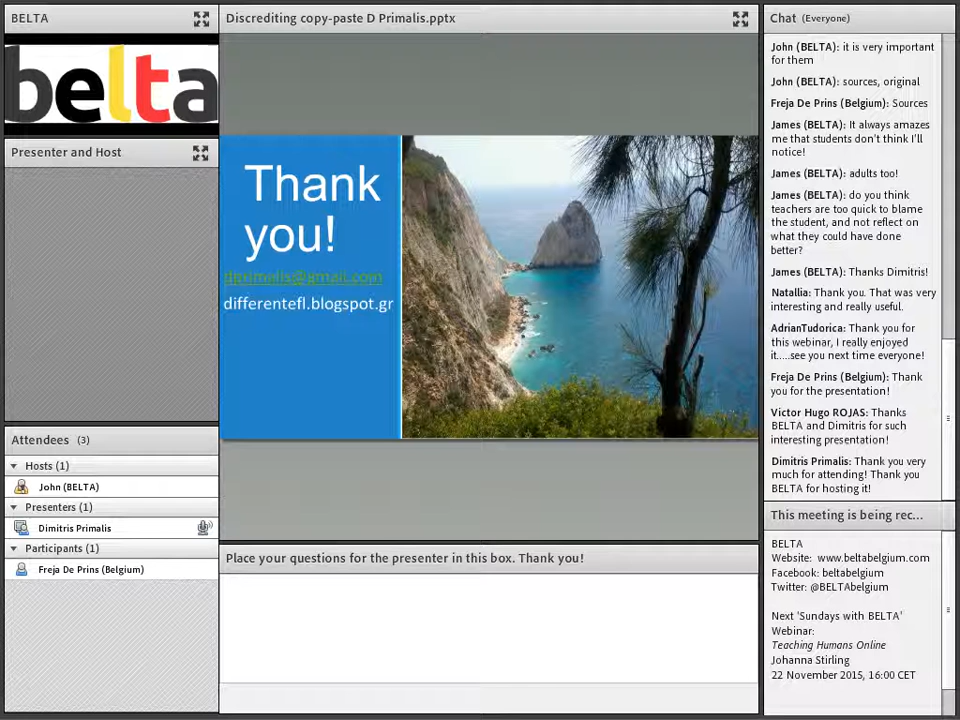 BELTA
belta
Presenter and Host
Attendees (3)
Hosts (1)
John (BELTA)
Presenters (1)
Dimitris Primalis
Participants (1)
Freja De Prins (Belgium)
Discrediting copy-paste D Primalis.pptx
Thank
you!
dprimalis@gmail.com
differentefl.blogspot.gr
Place your questions for the presenter in this box. Thank you!
Chat (Everyone)
John (BELTA): it is very important
for them
John (BELTA): sources, original
Freja De Prins (Belgium): Sources
James (BELTA): It always amazes
me that students don't think I'll
notice!
James (BELTA): adults too!
James (BELTA): do you think
teachers are too quick to blame
the student, and not reflect on
what they could have done
better?
James (BELTA): Thanks Dimitris!
Natallia: Thank you. That was very
interesting and really useful.
AdrianTudorica: Thank you for
this webinar, I really enjoyed
it.....see you next time everyone!
Freja De Prins (Belgium): Thank
you for the presentation!
Victor Hugo ROJAS: Thanks
BELTA and Dimitris for such
interesting presentation!
Dimitris Primalis: Thank you very
much for attending! Thank you
BELTA for hosting it!
This meeting is being rec...
BELTA
Website: www.beltabelgium.com
Facebook: beltabelgium
Twitter: @BELTAbelgium
Next 'Sundays with BELTA'
Webinar:
Teaching Humans Online
Johanna Stirling
22 November 2015, 16:00 CET